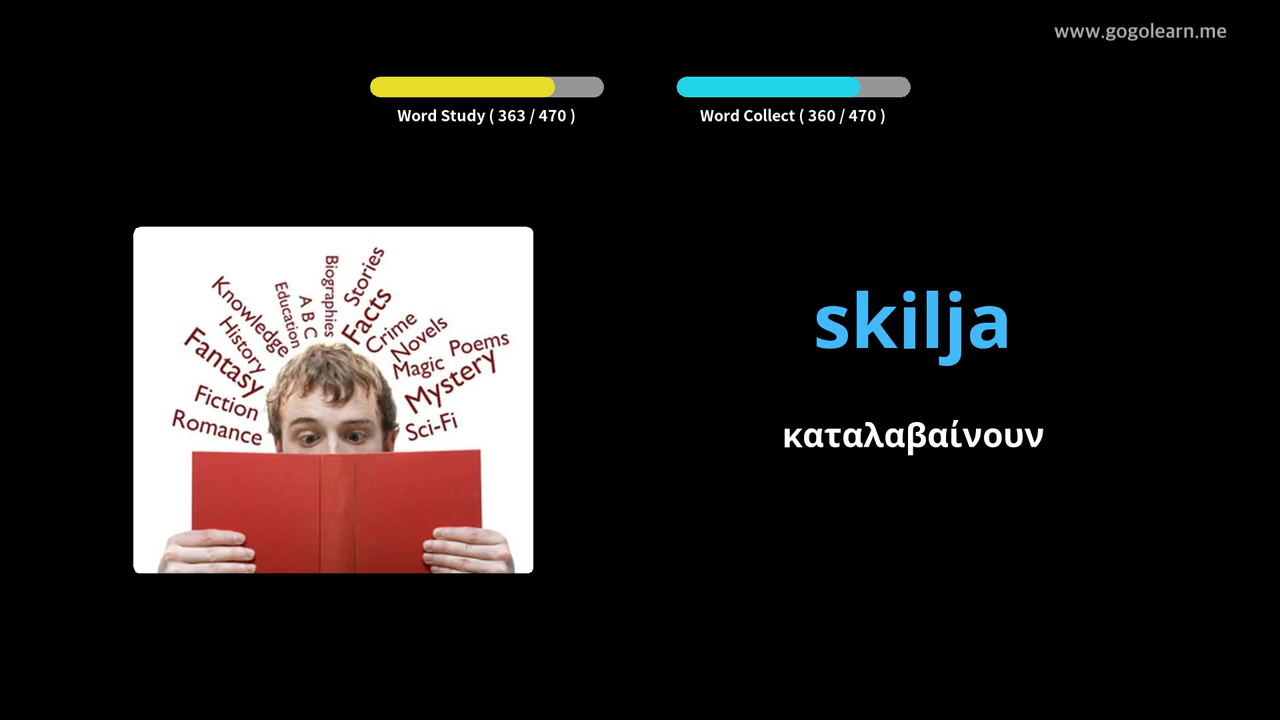 www.gogolearn.me
Word Study ( 363 / 470 )
Word Collect ( 360 / 470 )
Biographies
Stories
Education
A B C
Facts
Knowledge
Crime
History
Novels
Fantasy
Magic
Poems
Mystery
Fiction
Romance
Sci-Fi
skilja
καταλαβαίνουν